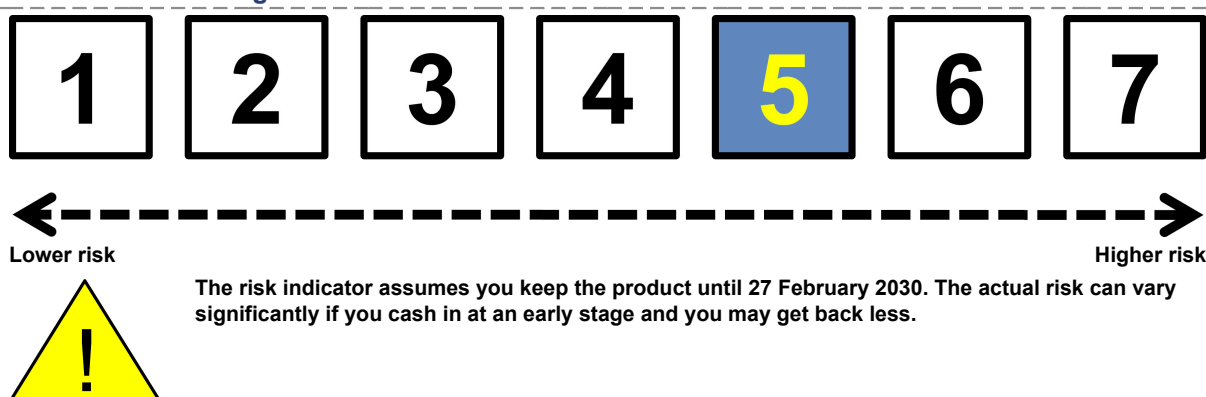 1 2 3 4 5 6 7
Lower risk Higher risk
The risk indicator assumes you keep the product until 27 February 2030. The actual risk can vary
significantly if you cash in at an early stage and you may get back less.
!